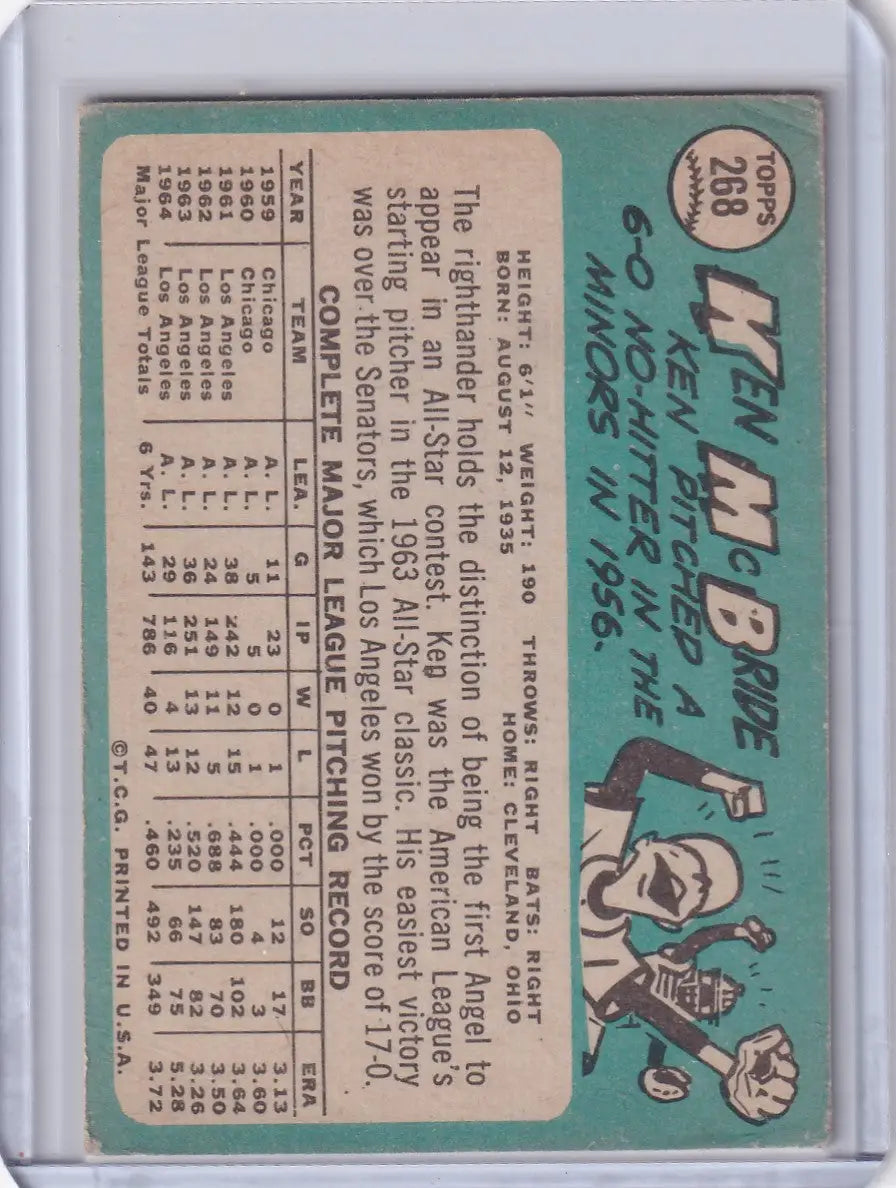 TOPPS
268
KEN McBRIDE
KEN PITCHED A
6-0 NO-HITTER IN THE
MINORS IN 1956.
HEIGHT: 6'1" WEIGHT: 190 THROWS: RIGHT BATS: RIGHT
BORN: AUGUST 12, 1935 HOME: CLEVELAND, OHIO
The righthander holds the distinction of being the first Angel to
appear in an All-Star contest. Ken was the American League's
starting pitcher in the 1963 All-Star classic. His easiest victory
was over the Senators, which Los Angeles won by the score of 17-0.
COMPLETE MAJOR LEAGUE PITCHING RECORD
YEAR TEAM LEA. G IP W L PCT SO BB ERA
1959 Chicago A. L. 11 23 0 1 .000 12 17 3.13
1960 Chicago A. L. 5 5 0 1 .000 4 3 3.60
1961 Los Angeles A. L. 38 242 12 15 .444 180 102 3.64
1962 Los Angeles A. L. 24 149 11 5 .688 83 70 3.50
1963 Los Angeles A. L. 36 251 13 12 .520 147 82 3.26
1964 Los Angeles A. L. 29 116 4 13 .235 66 75 5.28
Major League Totals 6 Yrs. 143 786 40 47 .460 492 349 3.72
©T.C.G. PRINTED IN U.S.A.